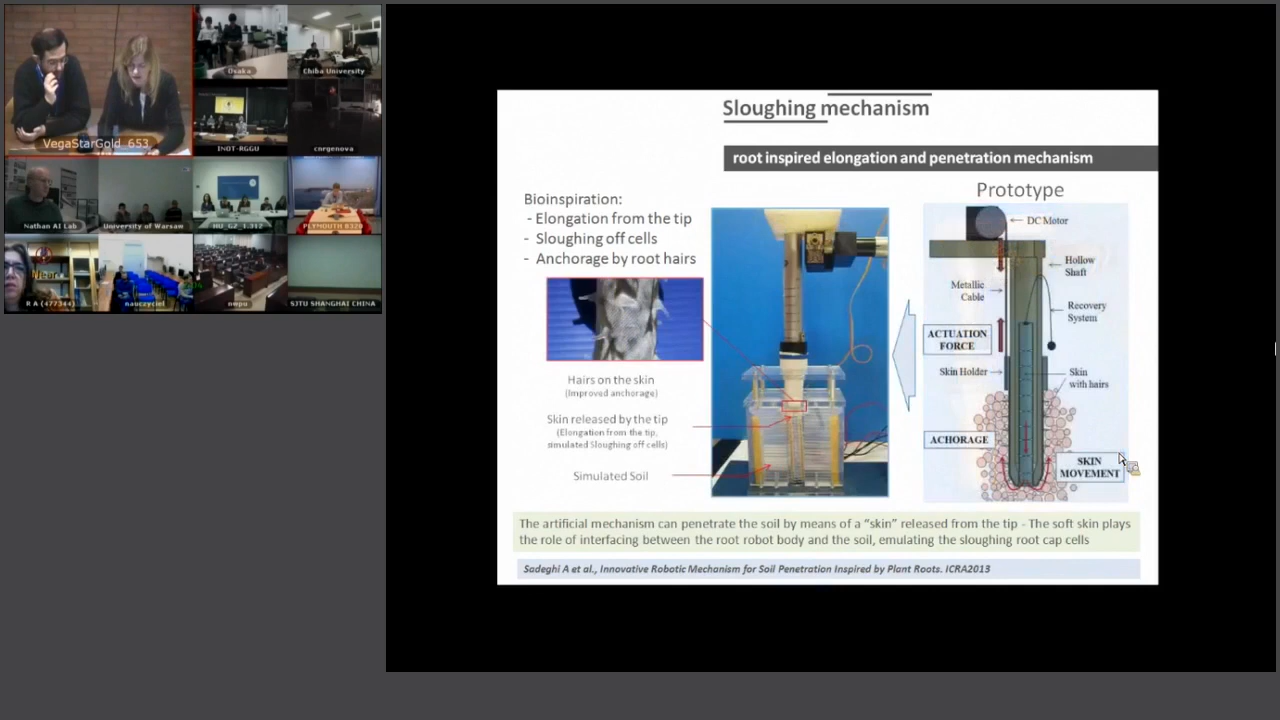 VegaStarGold_653
Osaka
Chiba University
INOT-RGGU
cnrgenova
Nathan AI Lab
University of Warsaw
HU_G2_1.312
PLYMOUTH B320
R A (477344)
nauczyciel
nwpu
SJTU SHANGHAI CHINA
Sloughing mechanism
root inspired elongation and penetration mechanism
Bioinspiration:
- Elongation from the tip
- Sloughing off cells
- Anchorage by root hairs
Hairs on the skin
(Improved anchorage)
Skin released by the tip
(Elongation from the tip,
simulated Sloughing off cells)
Simulated Soil
Prototype
DC Motor
Hollow
Shaft
Metallic
Cable
Recovery
System
ACTUATION
FORCE
Skin Holder
Skin
with hairs
ACHORAGE
SKIN
MOVEMENT
The artificial mechanism can penetrate the soil by means of a “skin” released from the tip - The soft skin plays
the role of interfacing between the root robot body and the soil, emulating the sloughing root cap cells
Sadeghi A et al., Innovative Robotic Mechanism for Soil Penetration Inspired by Plant Roots. ICRA2013